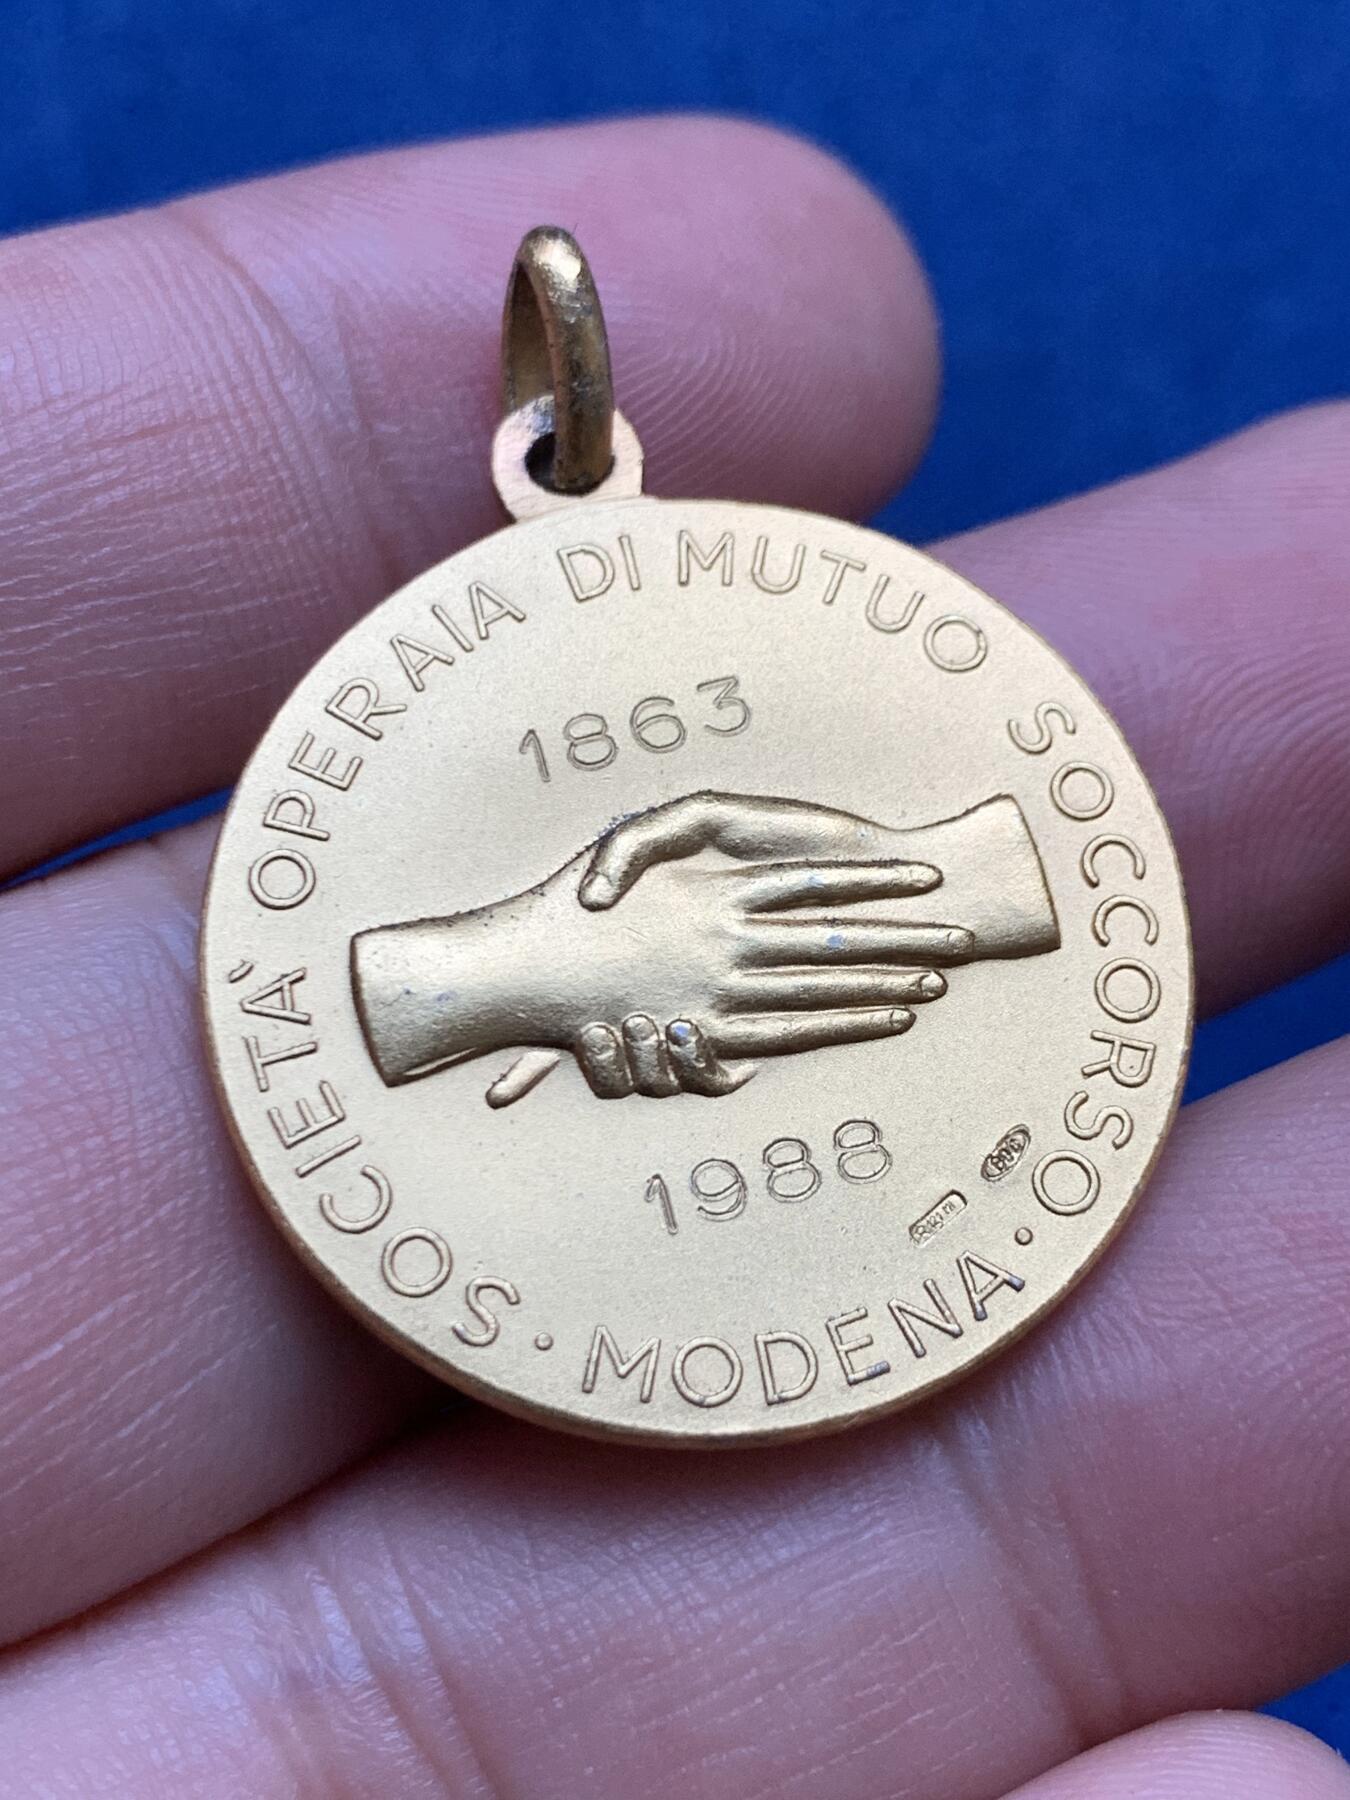 SOCIETÀ OPERAIA DI MUTUO SOCCORSO
1863
1988
· MODENA ·